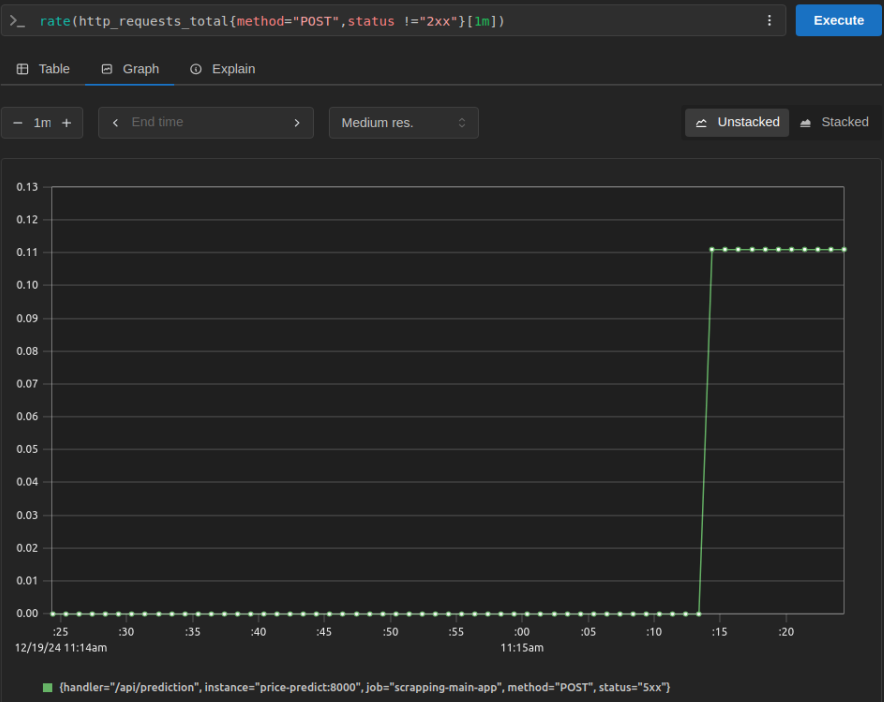 >_ rate(http_requests_total{method="POST",status !="2xx"}[1m])
Execute
Table Graph Explain
− 1m + < End time > Medium res. Unstacked Stacked
0.13
0.12
0.11
0.10
0.09
0.08
0.07
0.06
0.05
0.04
0.03
0.02
0.01
0.00
:25 :30 :35 :40 :45 :50 :55 :00 :05 :10 :15 :20
12/19/24 11:14am 11:15am
{handler="/api/prediction", instance="price-predict:8000", job="scrapping-main-app", method="POST", status="5xx"}